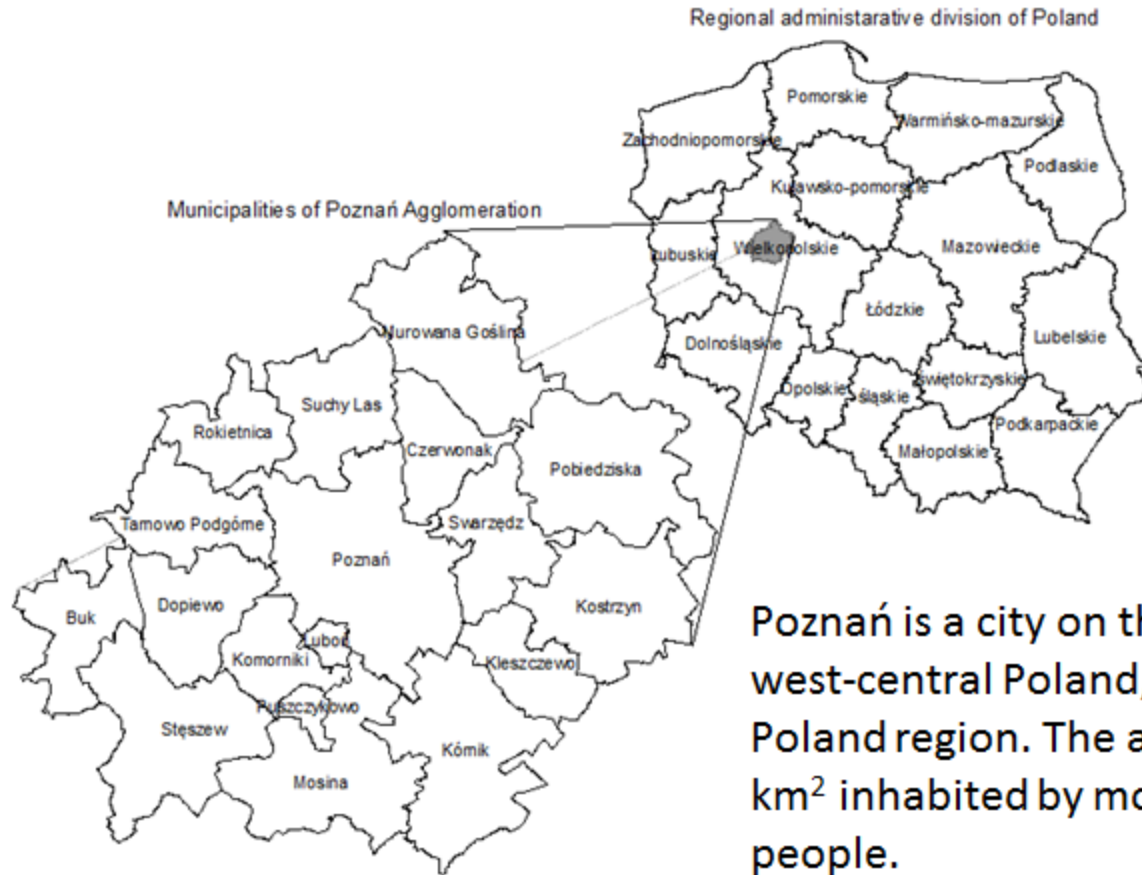 Regional administarative division of Poland
Pomorskie
Warmińsko-mazurskie
Zachodniopomorskie
Podlaskie
Kujawsko-pomorskie
Mazowieckie
Wielkopolskie
Lubuskie
Łódzkie
Lubelskie
Dolnośląskie
Opolskie
śląskie
świętokrzyskie
Podkarpackie
Małopolskie
Municipalities of Poznań Agglomeration
Murowana Goślina
Suchy Las
Rokietnica
Czerwonak
Pobiedziska
Swarzędz
Tarnowo Podgórne
Poznań
Dopiewo
Buk
Kostrzyn
Luboń
Komorniki
Kleszczewo
Puszczykowo
Stęszew
Kórnik
Mosina
Poznań is a city on th
west-central Poland,
Poland region. The a
km² inhabited by mo
people.